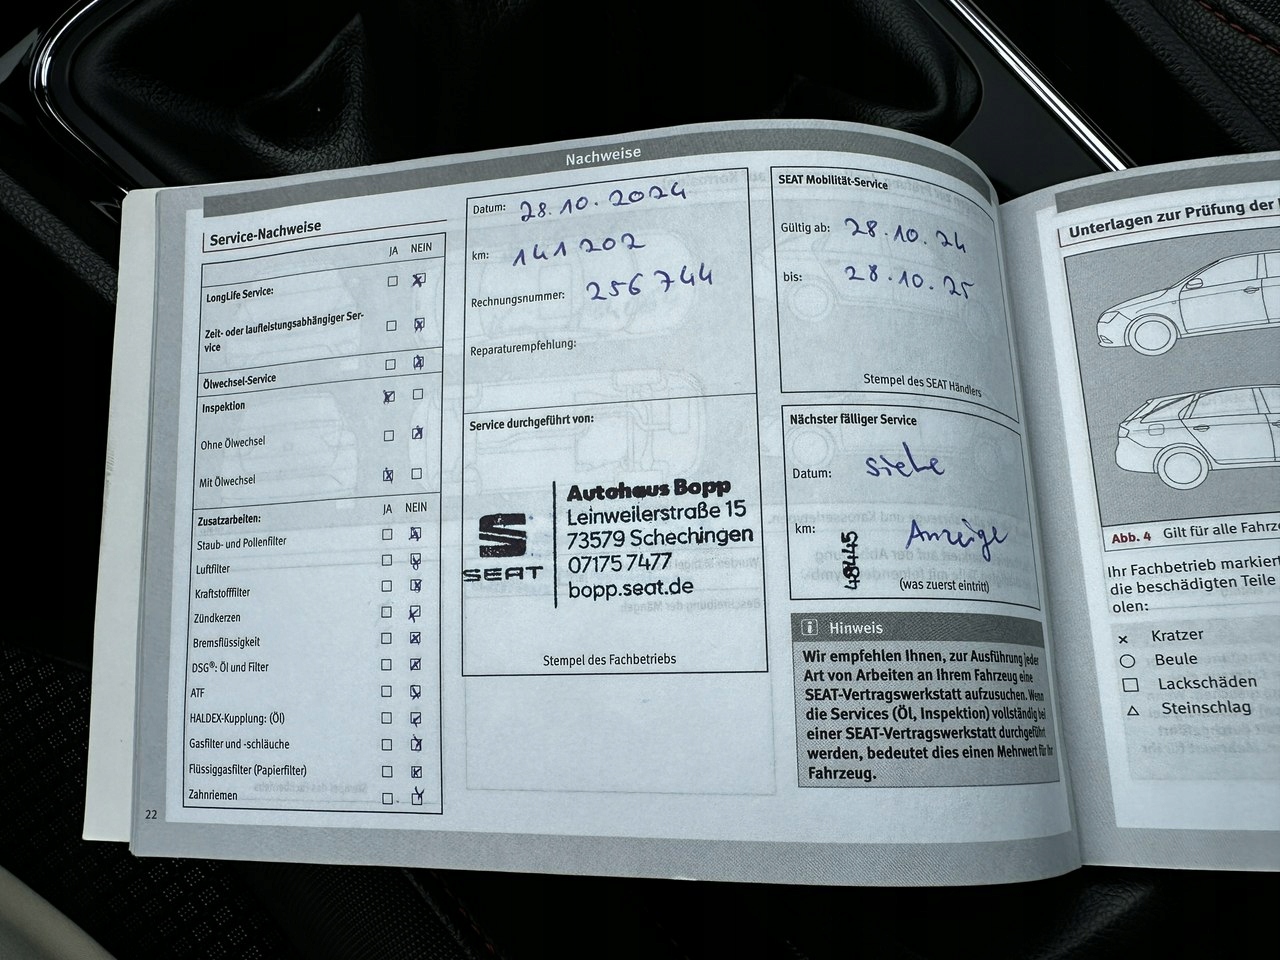 Nachweise
Service-Nachweise
JA NEIN
LongLife Service:
Zeit- oder laufleistungsabhängiger Ser-
vice
Ölwechsel-Service
Inspektion
Ohne Ölwechsel
Mit Ölwechsel
Zusatzarbeiten: JA NEIN
Staub- und Pollenfilter
Luftfilter
Kraftstofffilter
Zündkerzen
Bremsflüssigkeit
DSG®: Öl und Filter
ATF
HALDEX-Kupplung: (Öl)
Gasfilter und -schläuche
Flüssiggasfilter (Papierfilter)
Zahnriemen
22
Datum: 28.10.2024
km: 141 202
Rechnungsnummer: 256 744
Reparaturempfehlung:
Service durchgeführt von:
SEAT
Autohaus Bopp
Leinweilerstraße 15
73579 Schechingen
07175 7477
bopp.seat.de
Stempel des Fachbetriebs
SEAT Mobilität-Service
Gültig ab: 28.10.24
bis: 28.10.25
Stempel des SEAT Händlers
Nächster fälliger Service
Datum: siehe
km: Anzeige
48445
(was zuerst eintritt)
i Hinweis
Wir empfehlen Ihnen, zur Ausführung jeder
Art von Arbeiten an Ihrem Fahrzeug eine
SEAT-Vertragswerkstatt aufzusuchen. Wenn
die Services (Öl, Inspektion) vollständig bei
einer SEAT-Vertragswerkstatt durchgeführt
werden, bedeutet dies einen Mehrwert für Ihr
Fahrzeug.
Unterlagen zur Prüfung der
Abb. 4 Gilt für alle Fahrze
Ihr Fachbetrieb markiert
die beschädigten Teile
olen:
Kratzer
Beule
Lackschäden
Steinschlag